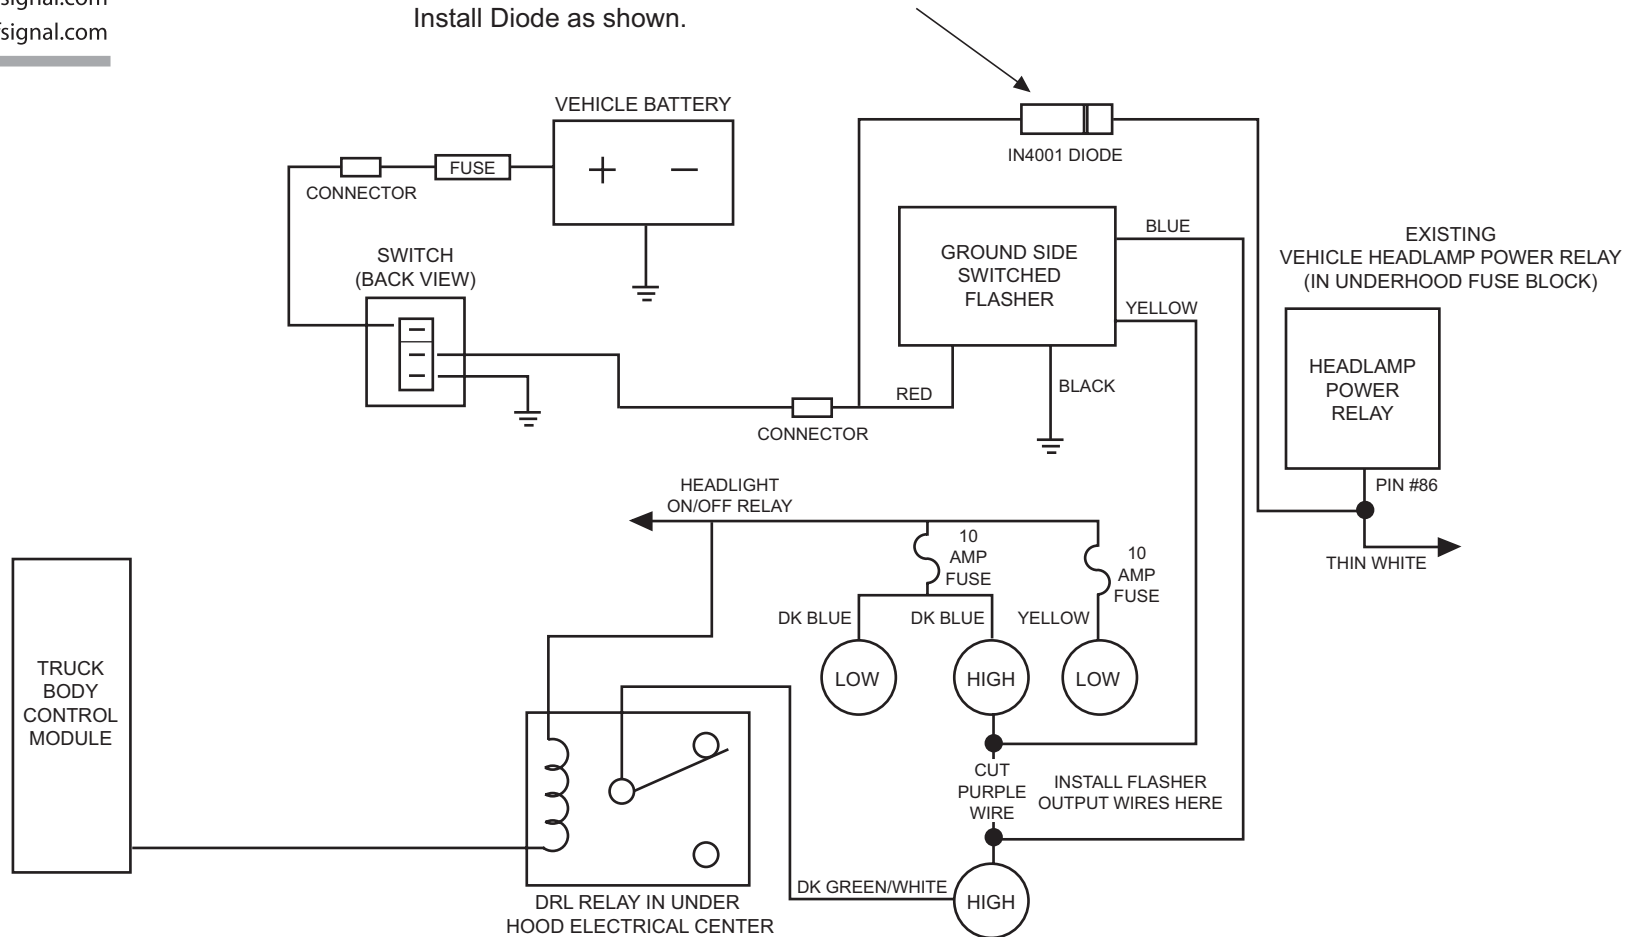 signal.com
fsignal.com
Install Diode as shown.
VEHICLE BATTERY
+ −
FUSE
CONNECTOR
IN4001 DIODE
SWITCH
(BACK VIEW)
GROUND SIDE
SWITCHED
FLASHER
BLUE
YELLOW
RED
BLACK
CONNECTOR
EXISTING
VEHICLE HEADLAMP POWER RELAY
(IN UNDERHOOD FUSE BLOCK)
HEADLAMP
POWER
RELAY
PIN #86
THIN WHITE
HEADLIGHT
ON/OFF RELAY
10
AMP
FUSE
10
AMP
FUSE
DK BLUE
DK BLUE
YELLOW
LOW
HIGH
LOW
TRUCK
BODY
CONTROL
MODULE
CUT
PURPLE
WIRE
INSTALL FLASHER
OUTPUT WIRES HERE
DK GREEN/WHITE
HIGH
DRL RELAY IN UNDER
HOOD ELECTRICAL CENTER